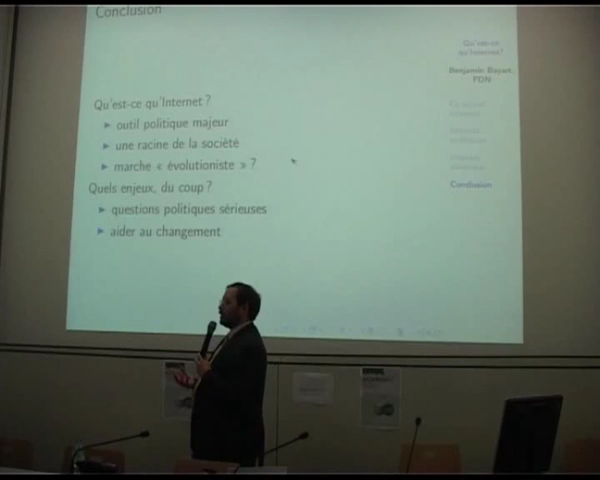 Conclusion
Qu'est-ce
qu'Internet?
Benjamin Bayart,
FDN
Qu'est-ce qu'Internet ?
▶ outil politique majeur
▶ une racine de la société
▶ marche « évolutioniste » ?
Quels enjeux, du coup ?
▶ questions politiques sérieuses
▶ aider au changement
Conclusion